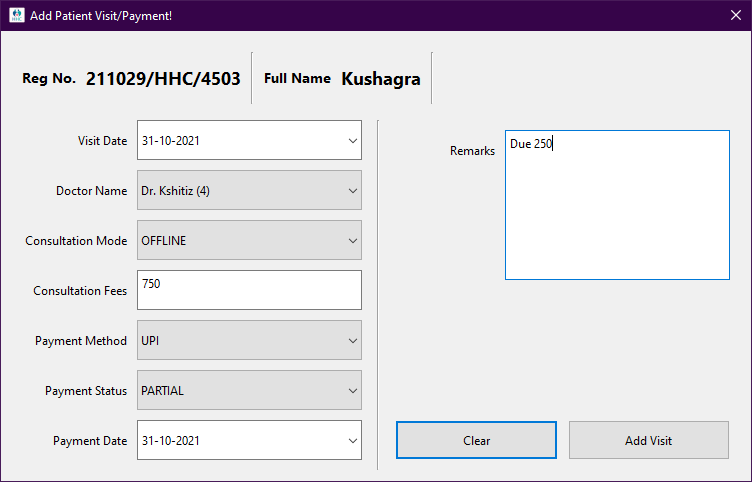 Add Patient Visit/Payment!
Reg No. 211029/HHC/4503 Full Name Kushagra
Visit Date 31-10-2021
Doctor Name Dr. Kshitiz (4)
Consultation Mode OFFLINE
Consultation Fees 750
Payment Method UPI
Payment Status PARTIAL
Payment Date 31-10-2021
Remarks Due 250
Clear Add Visit